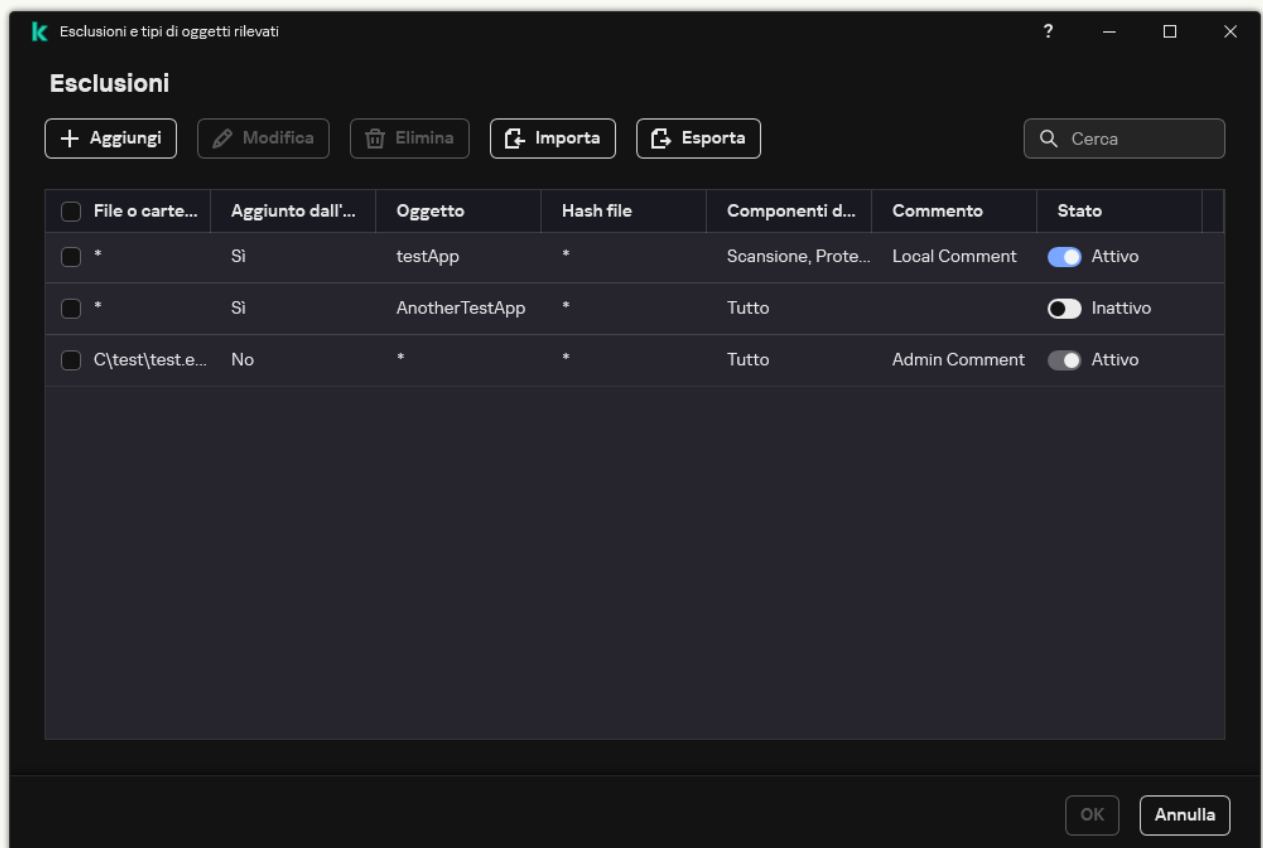 Esclusioni e tipi di oggetti rilevati ?
Esclusioni
Aggiungi Modifica Elimina Importa Esporta Cerca
File o carte... Aggiunto dall'... Oggetto Hash file Componenti d... Commento Stato
* Sì testApp * Scansione, Prote... Local Comment Attivo
* Sì AnotherTestApp * Tutto Inattivo
C\test\test.e... No * * Tutto Admin Comment Attivo
OK Annulla